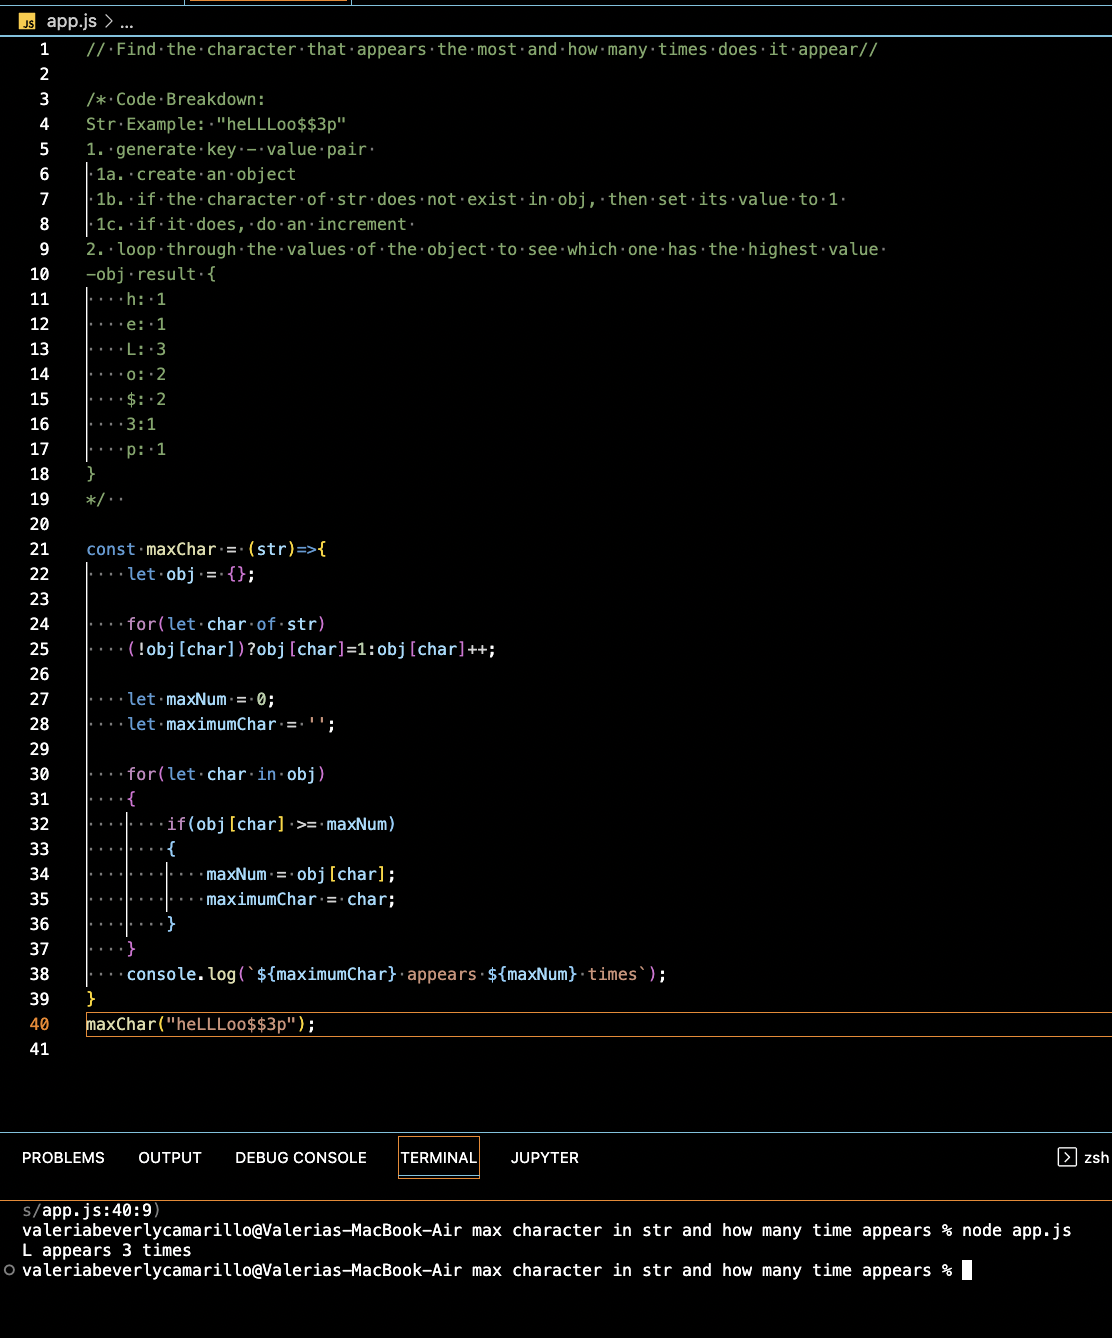 JS app.js > ...
1 // Find the character that appears the most and how many times does it appear//
2
3 /* Code Breakdown:
4 Str Example: "heLLLoo$$3p"
5 1. generate key - value pair
6 1a. create an object
7 1b. if the character of str does not exist in obj, then set its value to 1
8 1c. if it does, do an increment
9 2. loop through the values of the object to see which one has the highest value
10 -obj result {
11 h: 1
12 e: 1
13 L: 3
14 o: 2
15 $: 2
16 3:1
17 p: 1
18 }
19 */
20
21 const maxChar = (str)=>{
22 let obj = {};
23
24 for(let char of str)
25 (!obj[char])?obj[char]=1:obj[char]++;
26
27 let maxNum = 0;
28 let maximumChar = '';
29
30 for(let char in obj)
31 {
32 if(obj[char] >= maxNum)
33 {
34 maxNum = obj[char];
35 maximumChar = char;
36 }
37 }
38 console.log(`${maximumChar} appears ${maxNum} times`);
39 }
40 maxChar("heLLLoo$$3p");
41
PROBLEMS OUTPUT DEBUG CONSOLE TERMINAL JUPYTER zsh
s/app.js:40:9)
valeriabeverlycamarillo@Valerias-MacBook-Air max character in str and how many time appears % node app.js
L appears 3 times
valeriabeverlycamarillo@Valerias-MacBook-Air max character in str and how many time appears %